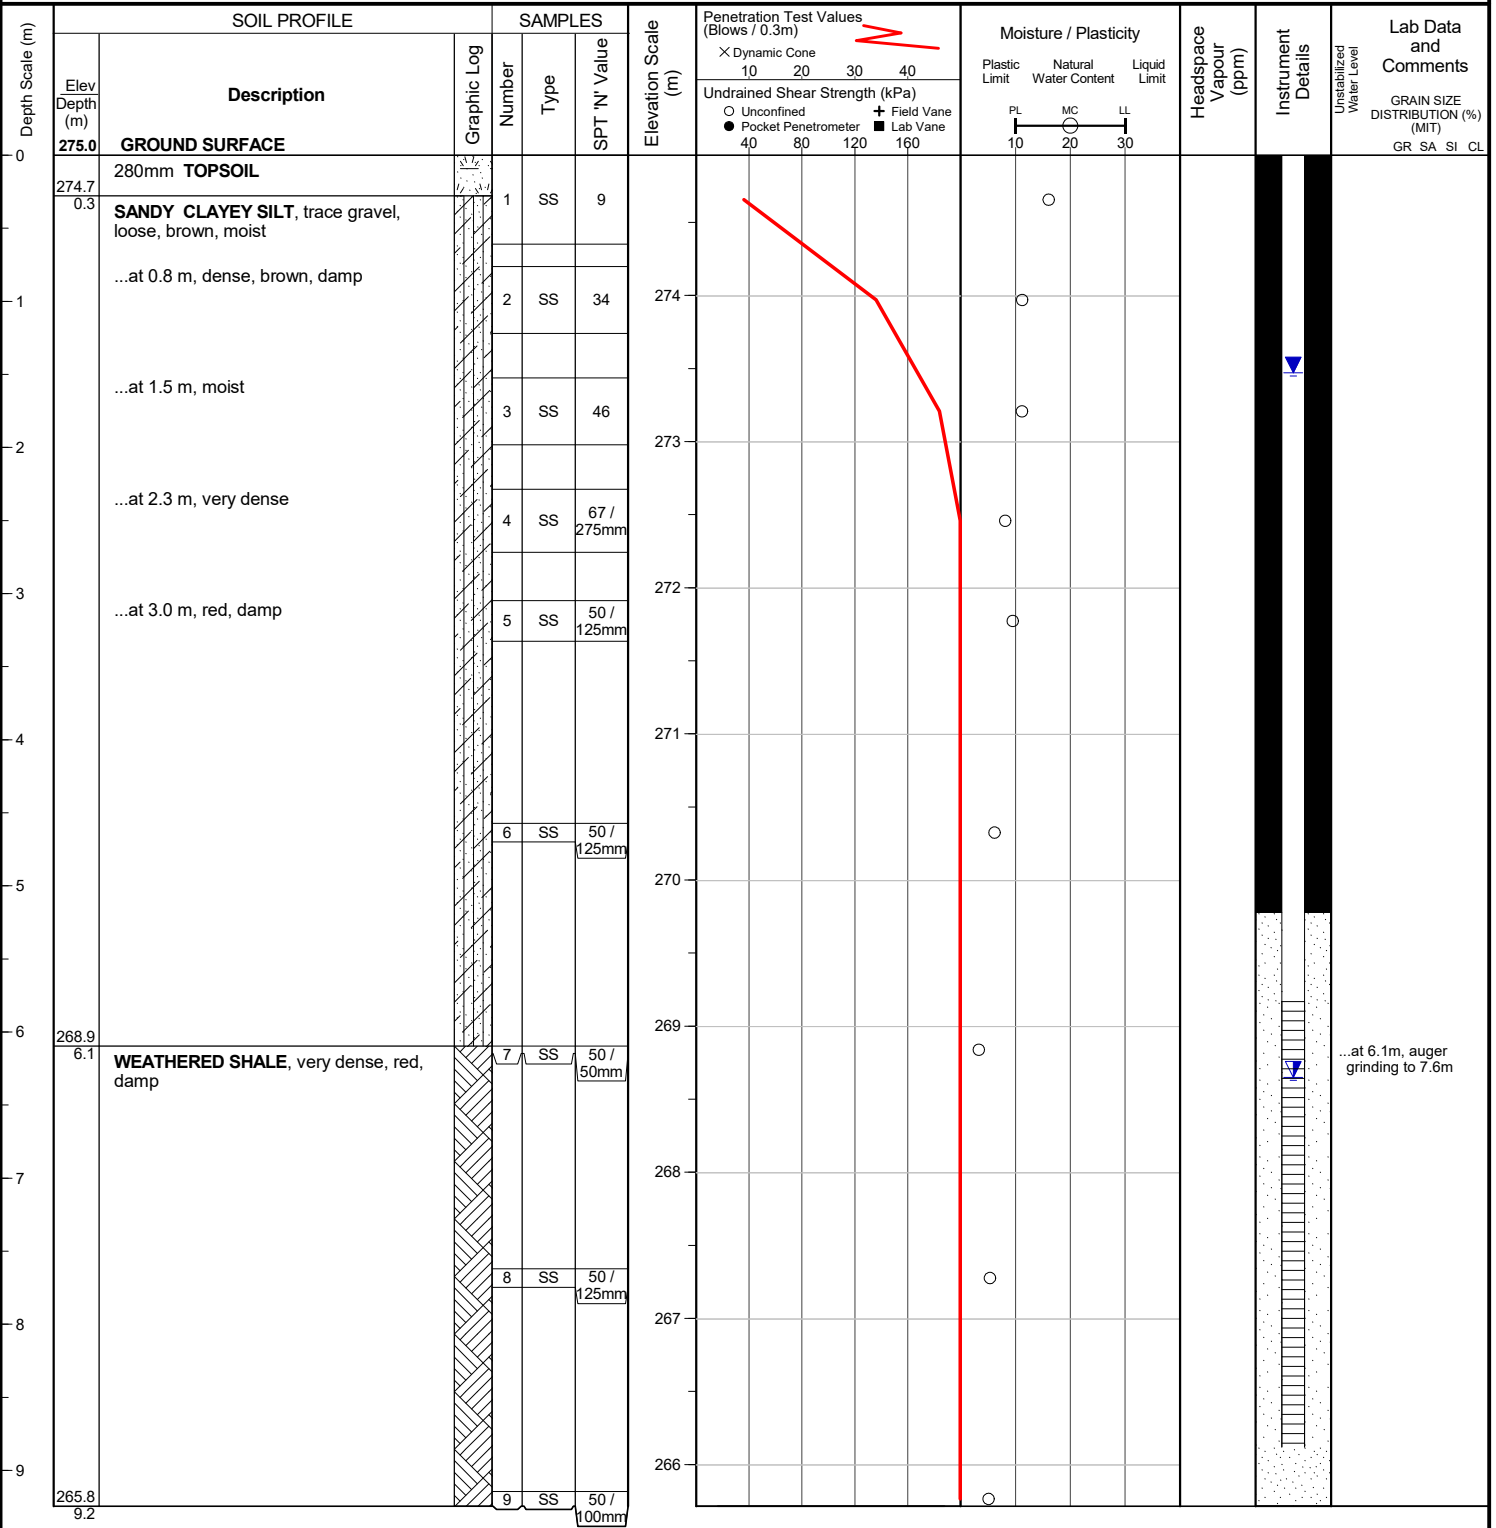 SOIL PROFILE
SAMPLES
Depth Scale (m)
Elev
Depth
(m)
Description
Graphic Log
Number
Type
SPT 'N' Value
Elevation Scale
(m)
Penetration Test Values
(Blows / 0.3m)
Dynamic Cone
10 20 30 40
Undrained Shear Strength (kPa)
Unconfined
Field Vane
Pocket Penetrometer
Lab Vane
40 80 120 160
Moisture / Plasticity
Plastic
Limit
Natural
Water Content
Liquid
Limit
PL MC LL
10 20 30
Headspace
Vapour
(ppm)
Instrument
Details
Unstabilized
Water Level
Lab Data
and
Comments
GRAIN SIZE
DISTRIBUTION (%)
(MIT)
GR SA SI CL
275.0 GROUND SURFACE
0
280mm TOPSOIL
274.7
0.3
SANDY CLAYEY SILT, trace gravel,
loose, brown, moist
1 SS 9
...at 0.8 m, dense, brown, damp
1
2 SS 34
274
...at 1.5 m, moist
3 SS 46
2
273
...at 2.3 m, very dense
4 SS 67 /
275mm
3
272
...at 3.0 m, red, damp
5 SS 50 /
125mm
4
271
6 SS 50 /
125mm
5
270
6
269
268.9
6.1
WEATHERED SHALE, very dense, red,
damp
7 SS 50 /
50mm
...at 6.1m, auger
grinding to 7.6m
7
268
8 SS 50 /
125mm
8
267
9
266
265.8
9.2
9 SS 50 /
100mm